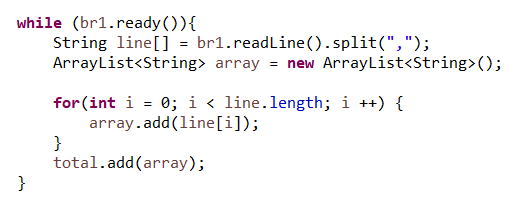 while (br1.ready()){
    String line[] = br1.readLine().split(",");
    ArrayList<String> array = new ArrayList<String>();

    for(int i = 0; i < line.length; i ++) {
        array.add(line[i]);
    }
    total.add(array);
}